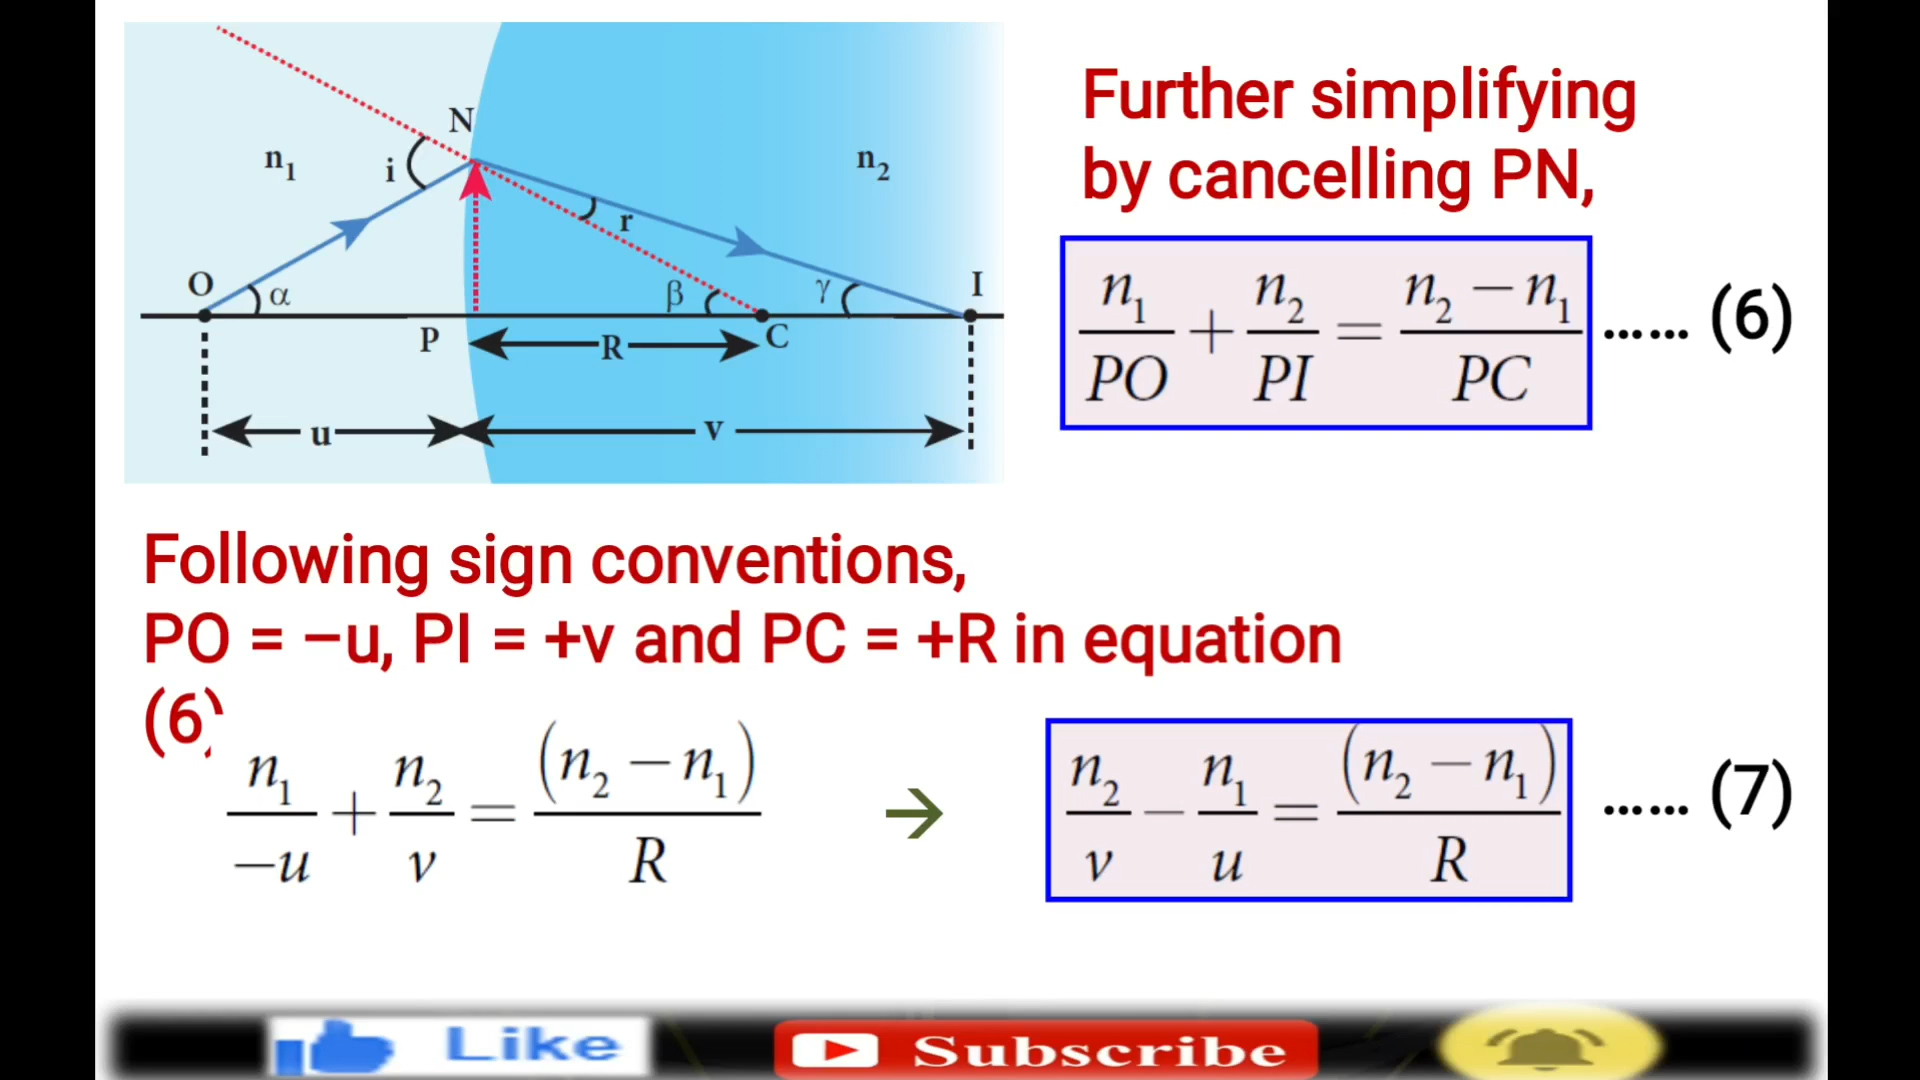 N
n₁
i
n₂
r
O
α
β
γ
I
P
R
C
u
v
Further simplifying
by cancelling PN,
n₁/PO + n₂/PI = (n₂ − n₁)/PC ...... (6)
Following sign conventions,
PO = −u, PI = +v and PC = +R in equation
(6)
n₁/−u + n₂/v = (n₂ − n₁)/R → n₂/v − n₁/u = (n₂ − n₁)/R ...... (7)
Like
Subscribe